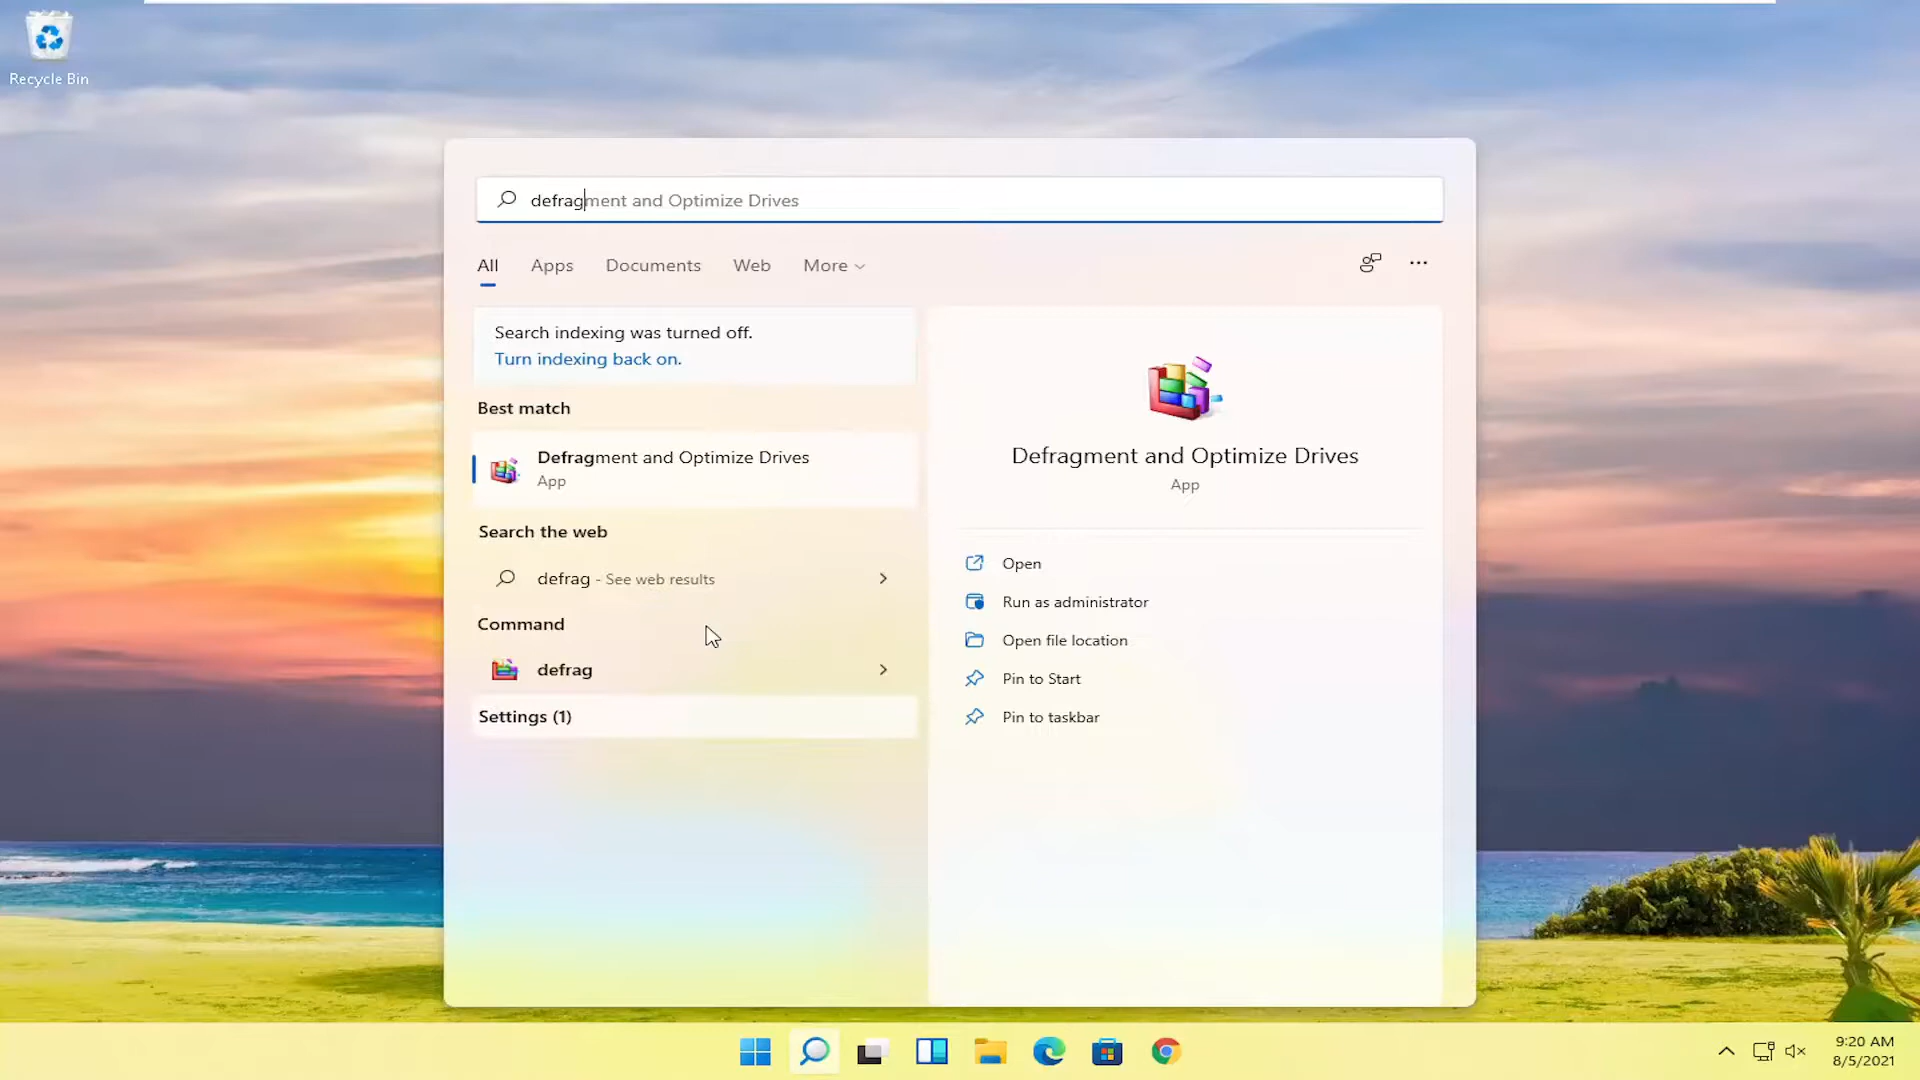 Recycle Bin
defragment and Optimize Drives
All Apps Documents Web More
Search indexing was turned off.
Turn indexing back on.
Best match
Defragment and Optimize Drives
App
Search the web
defrag - See web results
Command
defrag
Settings (1)
Defragment and Optimize Drives
App
Open
Run as administrator
Open file location
Pin to Start
Pin to taskbar
9:20 AM
8/5/2021